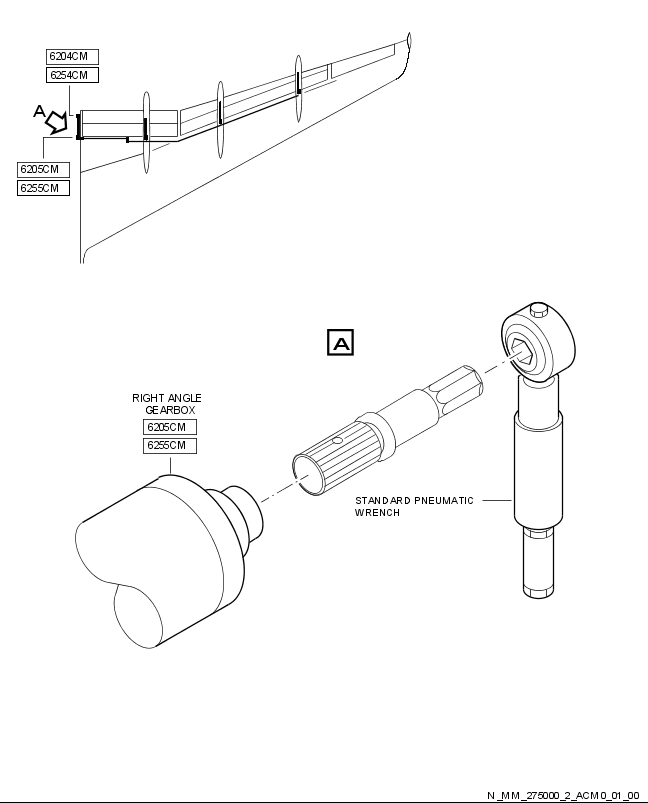 6204CM
6254CM
A
6205CM
6255CM
A
RIGHT ANGLE
GEARBOX
6205CM
6255CM
STANDARD PNEUMATIC
WRENCH
N_MM_275000_2_ACM0_01_00